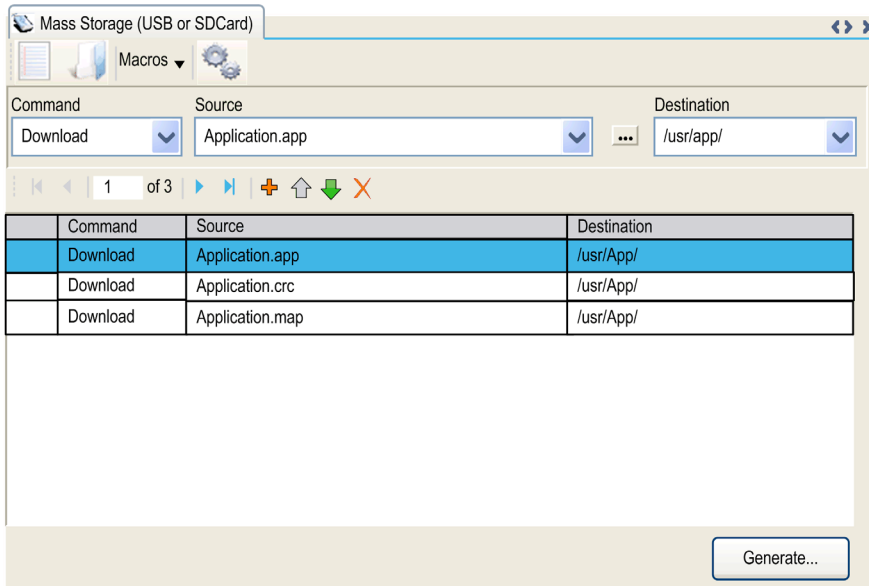 Mass Storage (USB or SDCard)
Macros
Command Source Destination
Download Application.app ... /usr/app/
1 of 3
Command Source Destination
Download Application.app /usr/App/
Download Application.crc /usr/App/
Download Application.map /usr/App/
Generate...